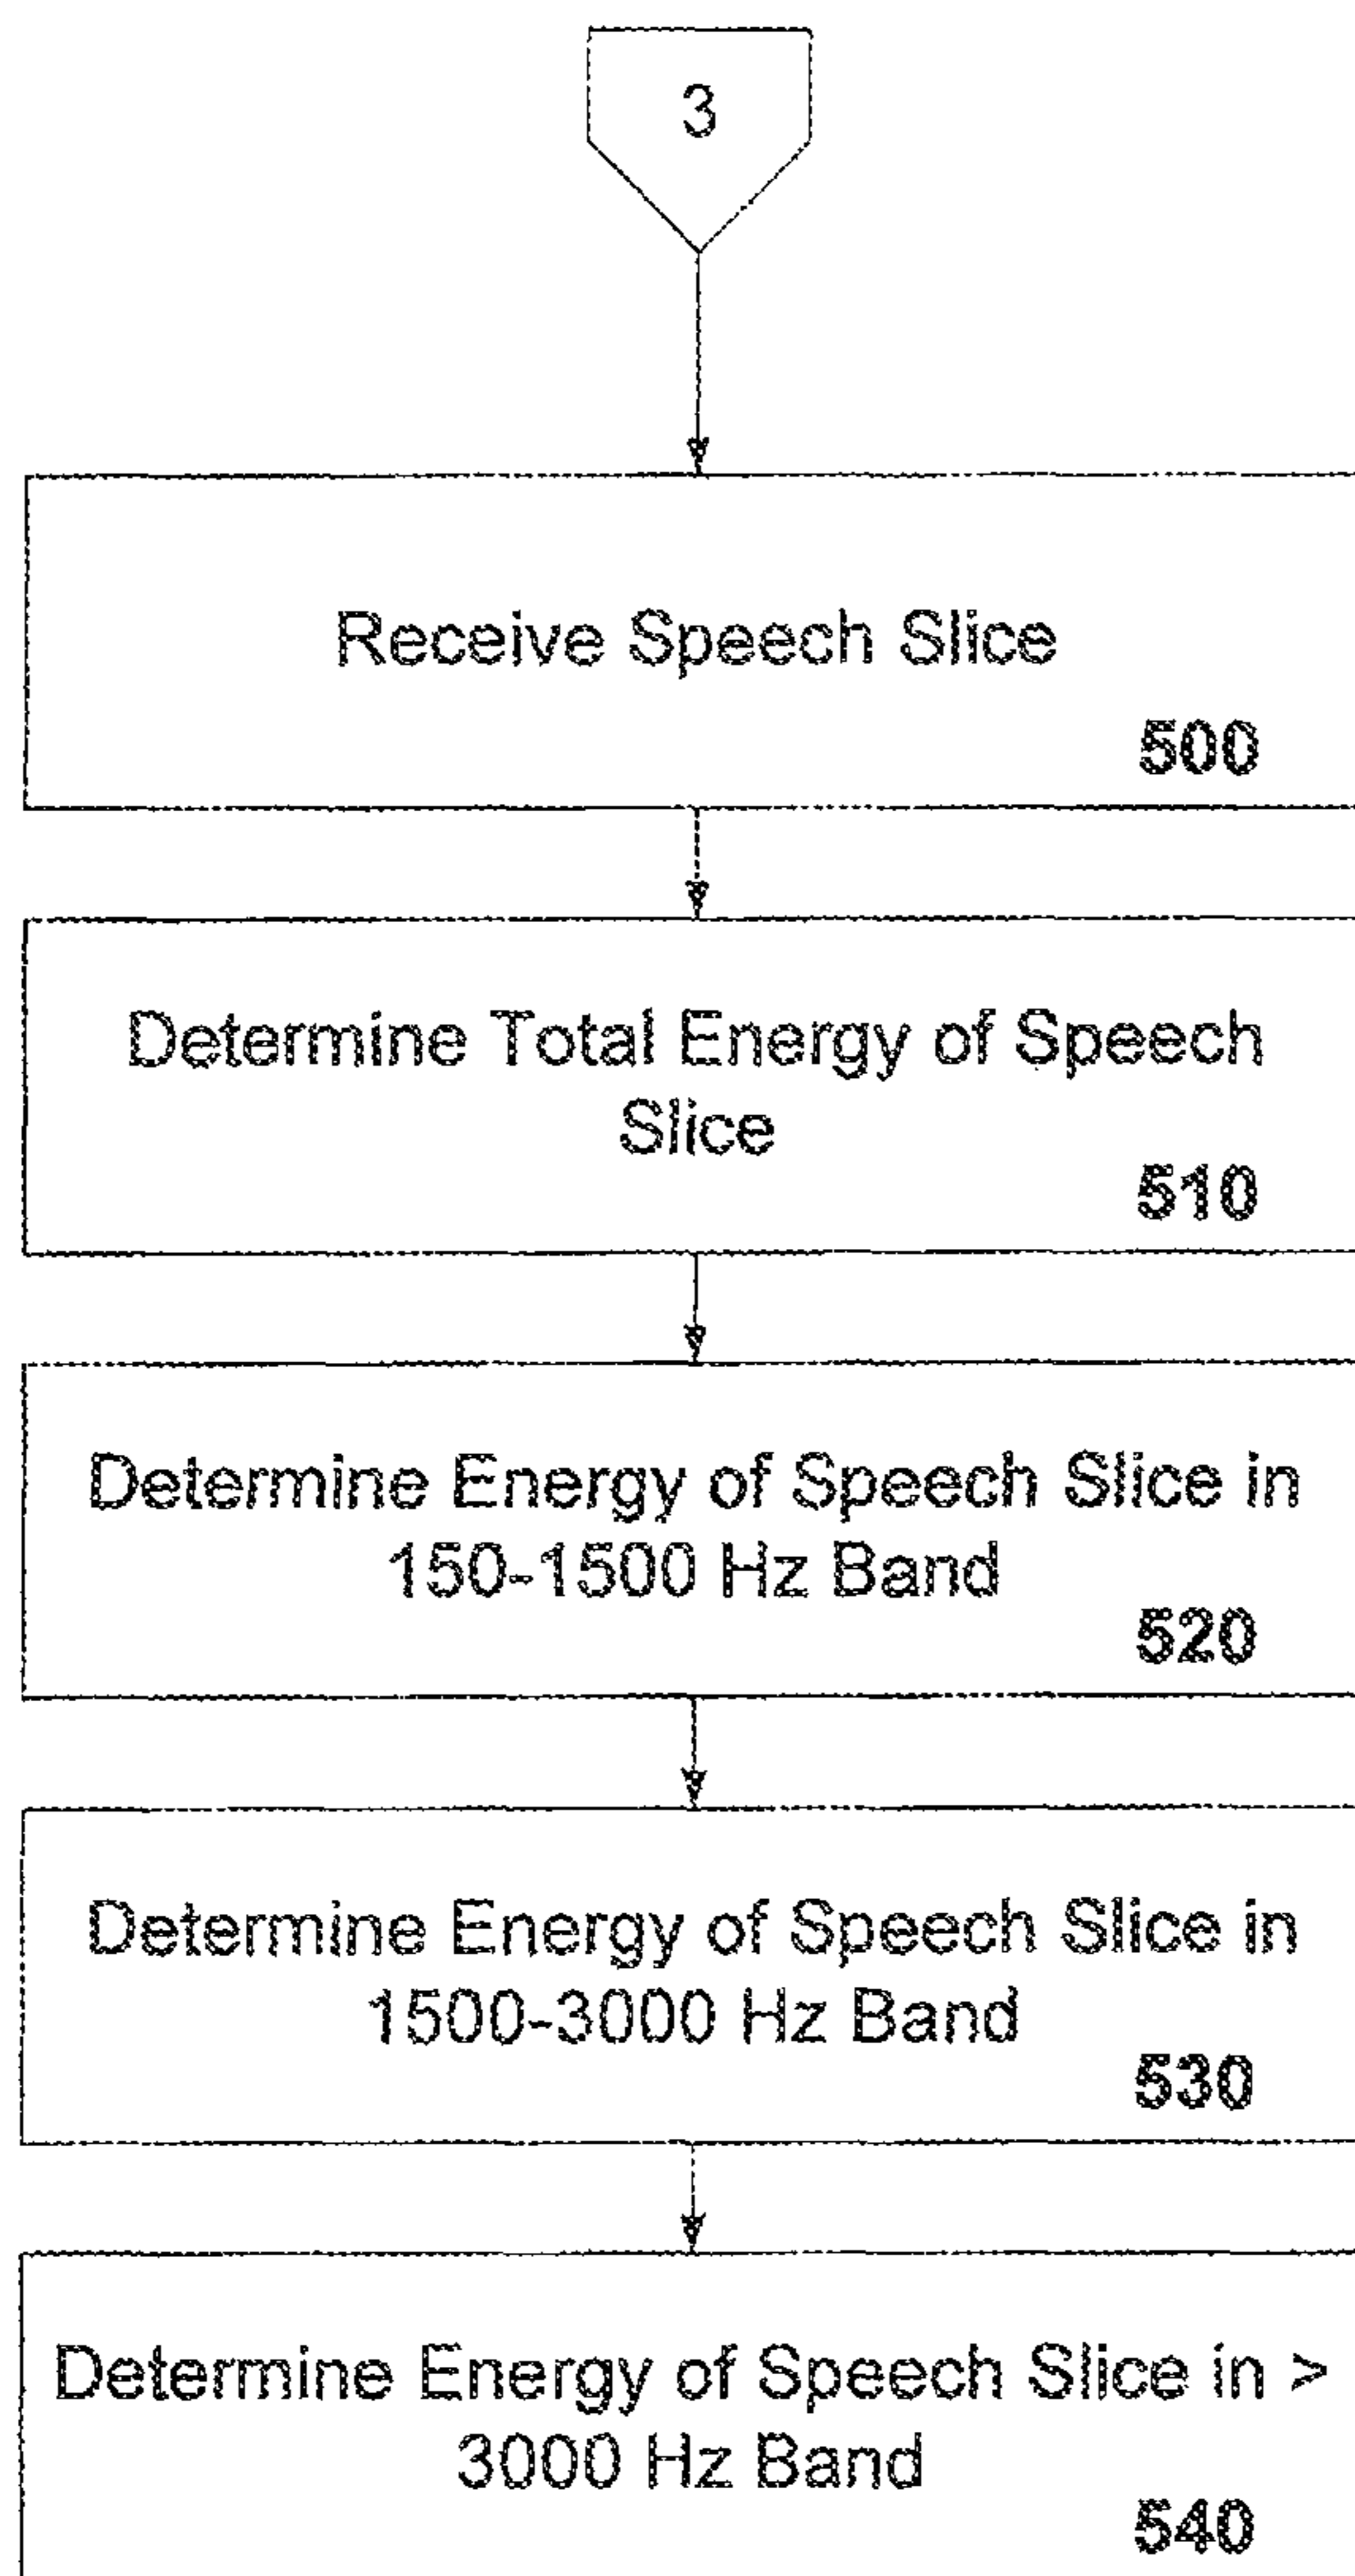 3
Receive Speech Slice
500
Determine Total Energy of Speech
Slice
510
Determine Energy of Speech Slice in
150-1500 Hz Band
520
Determine Energy of Speech Slice in
1500-3000 Hz Band
530
Determine Energy of Speech Slice in >
3000 Hz Band
540